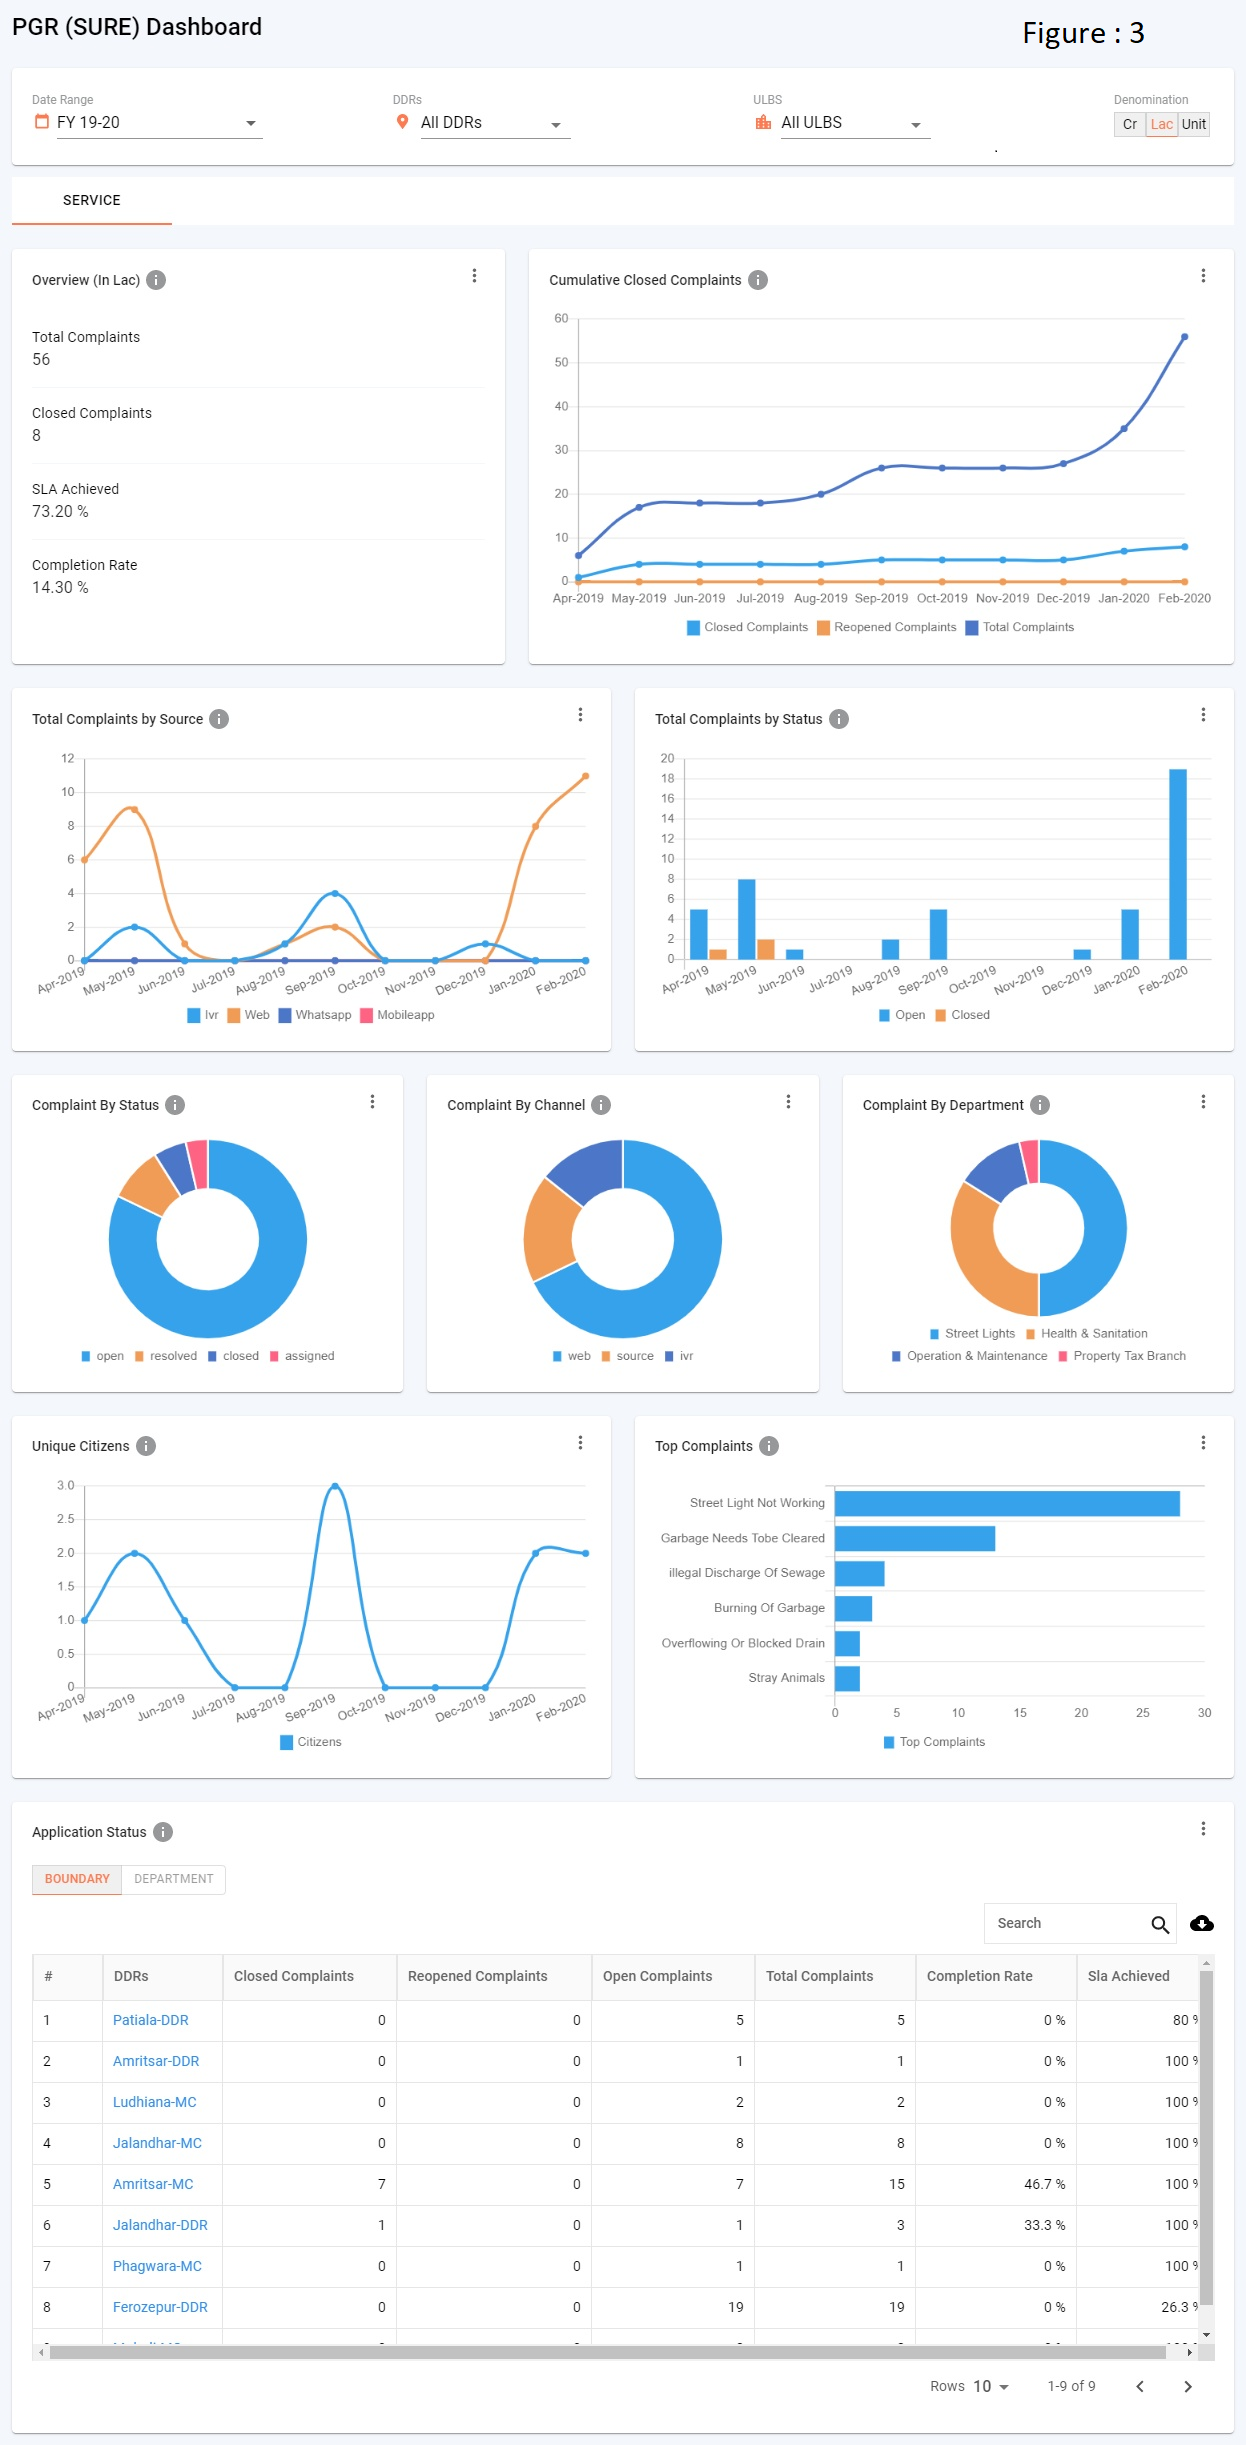 PGR (SURE) Dashboard
Figure : 3
Date Range
FY 19-20
DDRs
All DDRs
ULBS
All ULBS
Denomination
Cr Lac Unit
SERVICE
Overview (In Lac)
Total Complaints
56
Closed Complaints
8
SLA Achieved
73.20 %
Completion Rate
14.30 %
Cumulative Closed Complaints
60
50
40
30
20
10
0
Apr-2019 May-2019 Jun-2019 Jul-2019 Aug-2019 Sep-2019 Oct-2019 Nov-2019 Dec-2019 Jan-2020 Feb-2020
Closed Complaints Reopened Complaints Total Complaints
Total Complaints by Source
12
10
8
6
4
2
0
Apr-2019 May-2019 Jun-2019 Jul-2019 Aug-2019 Sep-2019 Oct-2019 Nov-2019 Dec-2019 Jan-2020 Feb-2020
Ivr Web Whatsapp Mobileapp
Total Complaints by Status
20
18
16
14
12
10
8
6
4
2
0
Apr-2019 May-2019 Jun-2019 Jul-2019 Aug-2019 Sep-2019 Oct-2019 Nov-2019 Dec-2019 Jan-2020 Feb-2020
Open Closed
Complaint By Status
open resolved closed assigned
Complaint By Channel
web source ivr
Complaint By Department
Street Lights Health & Sanitation
Operation & Maintenance Property Tax Branch
Unique Citizens
3.0
2.5
2.0
1.5
1.0
0.5
0
Apr-2019 May-2019 Jun-2019 Jul-2019 Aug-2019 Sep-2019 Oct-2019 Nov-2019 Dec-2019 Jan-2020 Feb-2020
Citizens
Top Complaints
Street Light Not Working
Garbage Needs Tobe Cleared
illegal Discharge Of Sewage
Burning Of Garbage
Overflowing Or Blocked Drain
Stray Animals
0 5 10 15 20 25 30
Top Complaints
Application Status
BOUNDARY DEPARTMENT
Search
# DDRs Closed Complaints Reopened Complaints Open Complaints Total Complaints Completion Rate Sla Achieved
1 Patiala-DDR 0 0 5 5 0 % 80 %
2 Amritsar-DDR 0 0 1 1 0 % 100 %
3 Ludhiana-MC 0 0 2 2 0 % 100 %
4 Jalandhar-MC 0 0 8 8 0 % 100 %
5 Amritsar-MC 7 0 7 15 46.7 % 100 %
6 Jalandhar-DDR 1 0 1 3 33.3 % 100 %
7 Phagwara-MC 0 0 1 1 0 % 100 %
8 Ferozepur-DDR 0 0 19 19 0 % 26.3 %
Rows 10 1-9 of 9